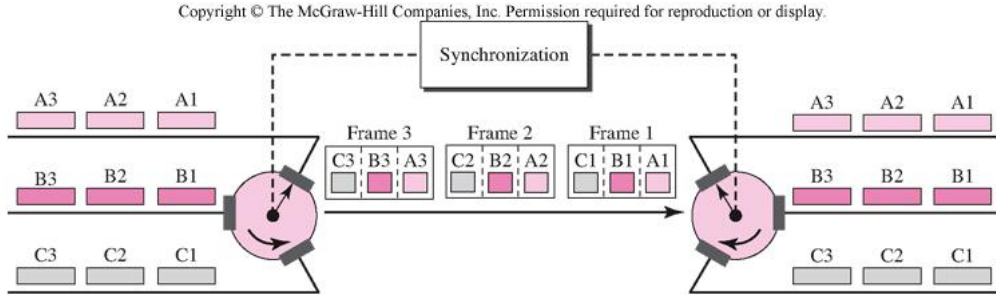 Copyright © The McGraw-Hill Companies, Inc. Permission required for reproduction or display.
Synchronization
A3 A2 A1
Frame 3 Frame 2 Frame 1
A3 A2 A1
C3 B3 A3 C2 B2 A2 C1 B1 A1
B3 B2 B1
B3 B2 B1
C3 C2 C1
C3 C2 C1